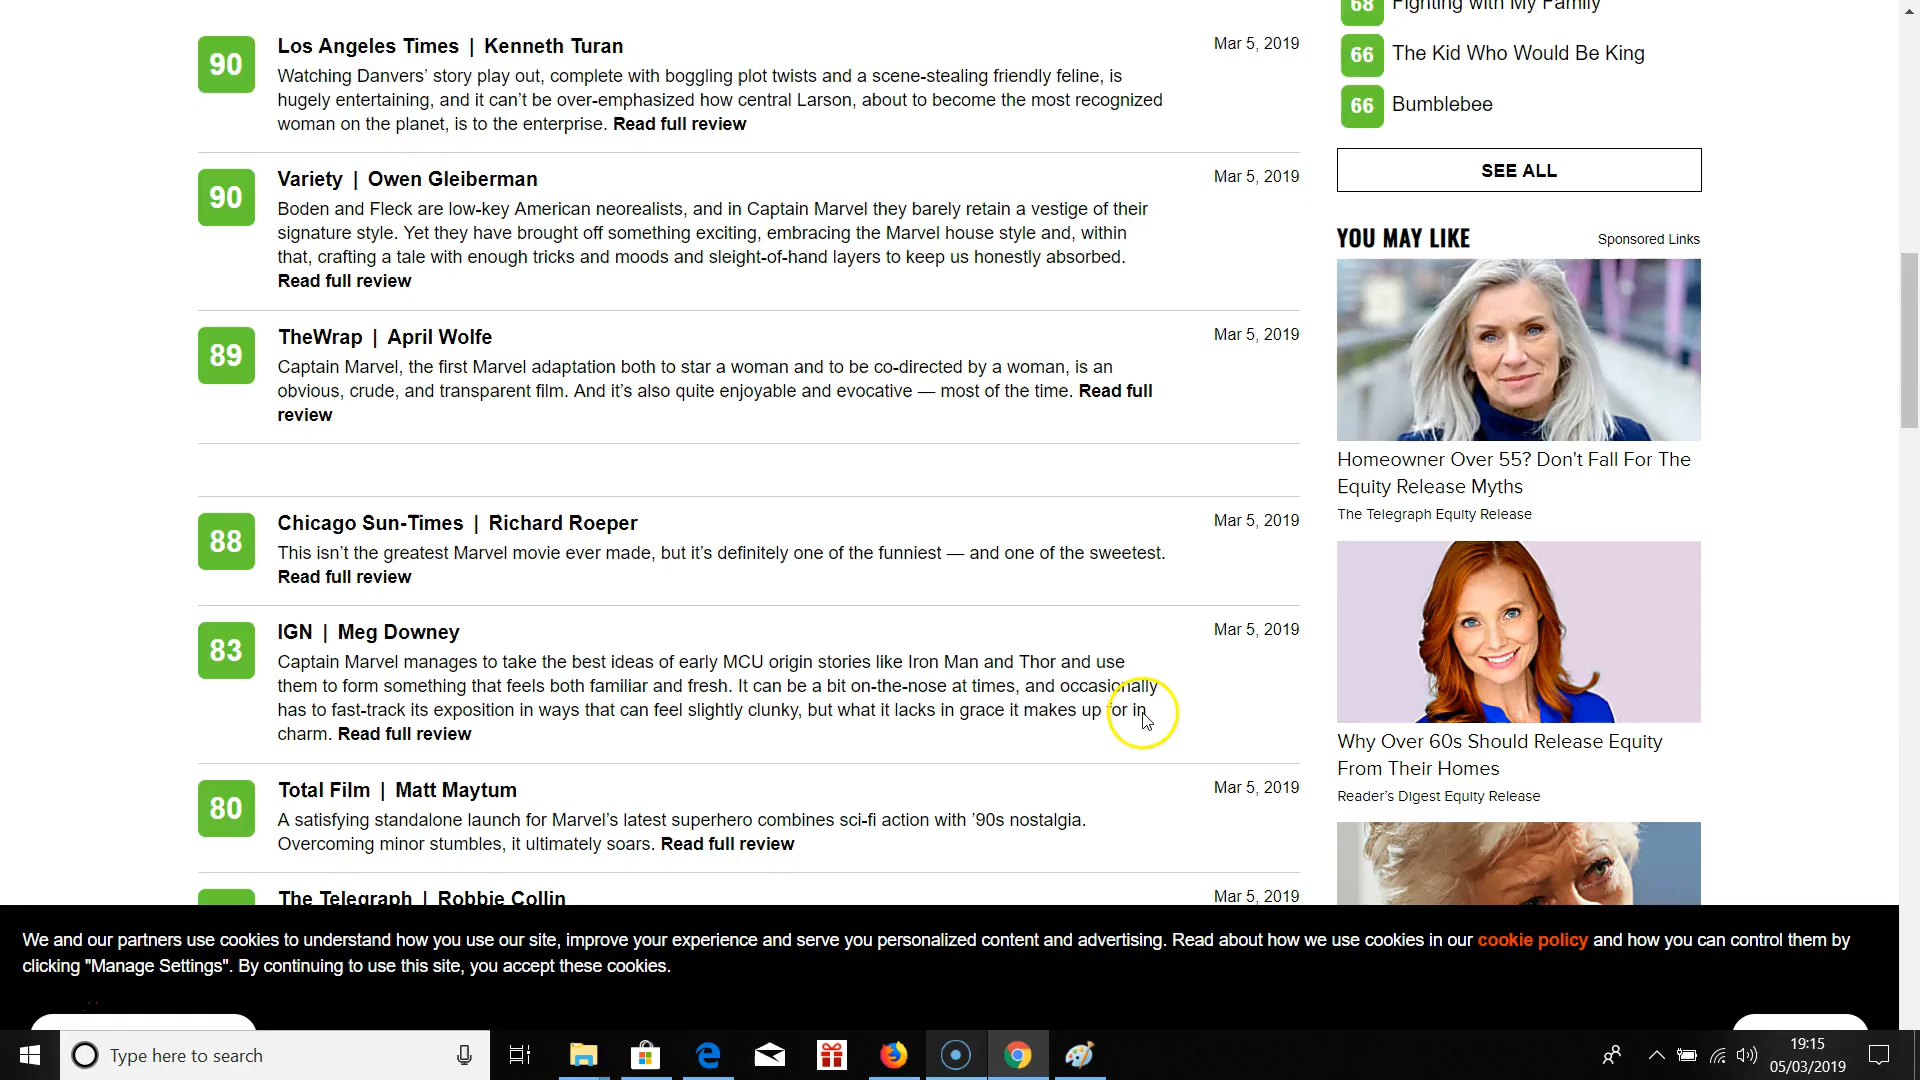 90
Los Angeles Times | Kenneth Turan
Mar 5, 2019
Watching Danvers’ story play out, complete with boggling plot twists and a scene-stealing friendly feline, is
hugely entertaining, and it can’t be over-emphasized how central Larson, about to become the most recognized
woman on the planet, is to the enterprise. Read full review
90
Variety | Owen Gleiberman
Mar 5, 2019
Boden and Fleck are low-key American neorealists, and in Captain Marvel they barely retain a vestige of their
signature style. Yet they have brought off something exciting, embracing the Marvel house style and, within
that, crafting a tale with enough tricks and moods and sleight-of-hand layers to keep us honestly absorbed.
Read full review
89
TheWrap | April Wolfe
Mar 5, 2019
Captain Marvel, the first Marvel adaptation both to star a woman and to be co-directed by a woman, is an
obvious, crude, and transparent film. And it’s also quite enjoyable and evocative — most of the time. Read full
review
88
Chicago Sun-Times | Richard Roeper
Mar 5, 2019
This isn’t the greatest Marvel movie ever made, but it’s definitely one of the funniest — and one of the sweetest.
Read full review
83
IGN | Meg Downey
Mar 5, 2019
Captain Marvel manages to take the best ideas of early MCU origin stories like Iron Man and Thor and use
them to form something that feels both familiar and fresh. It can be a bit on-the-nose at times, and occasionally
has to fast-track its exposition in ways that can feel slightly clunky, but what it lacks in grace it makes up for in
charm. Read full review
80
Total Film | Matt Maytum
Mar 5, 2019
A satisfying standalone launch for Marvel’s latest superhero combines sci-fi action with ’90s nostalgia.
Overcoming minor stumbles, it ultimately soars. Read full review
The Telegraph | Robbie Collin
Mar 5, 2019
68
Fighting with My Family
66
The Kid Who Would Be King
66
Bumblebee
SEE ALL
YOU MAY LIKE
Sponsored Links
Homeowner Over 55? Don't Fall For The
Equity Release Myths
The Telegraph Equity Release
Why Over 60s Should Release Equity
From Their Homes
Reader’s Digest Equity Release
We and our partners use cookies to understand how you use our site, improve your experience and serve you personalized content and advertising. Read about how we use cookies in our cookie policy and how you can control them by
clicking "Manage Settings". By continuing to use this site, you accept these cookies.
Type here to search
19:15
05/03/2019